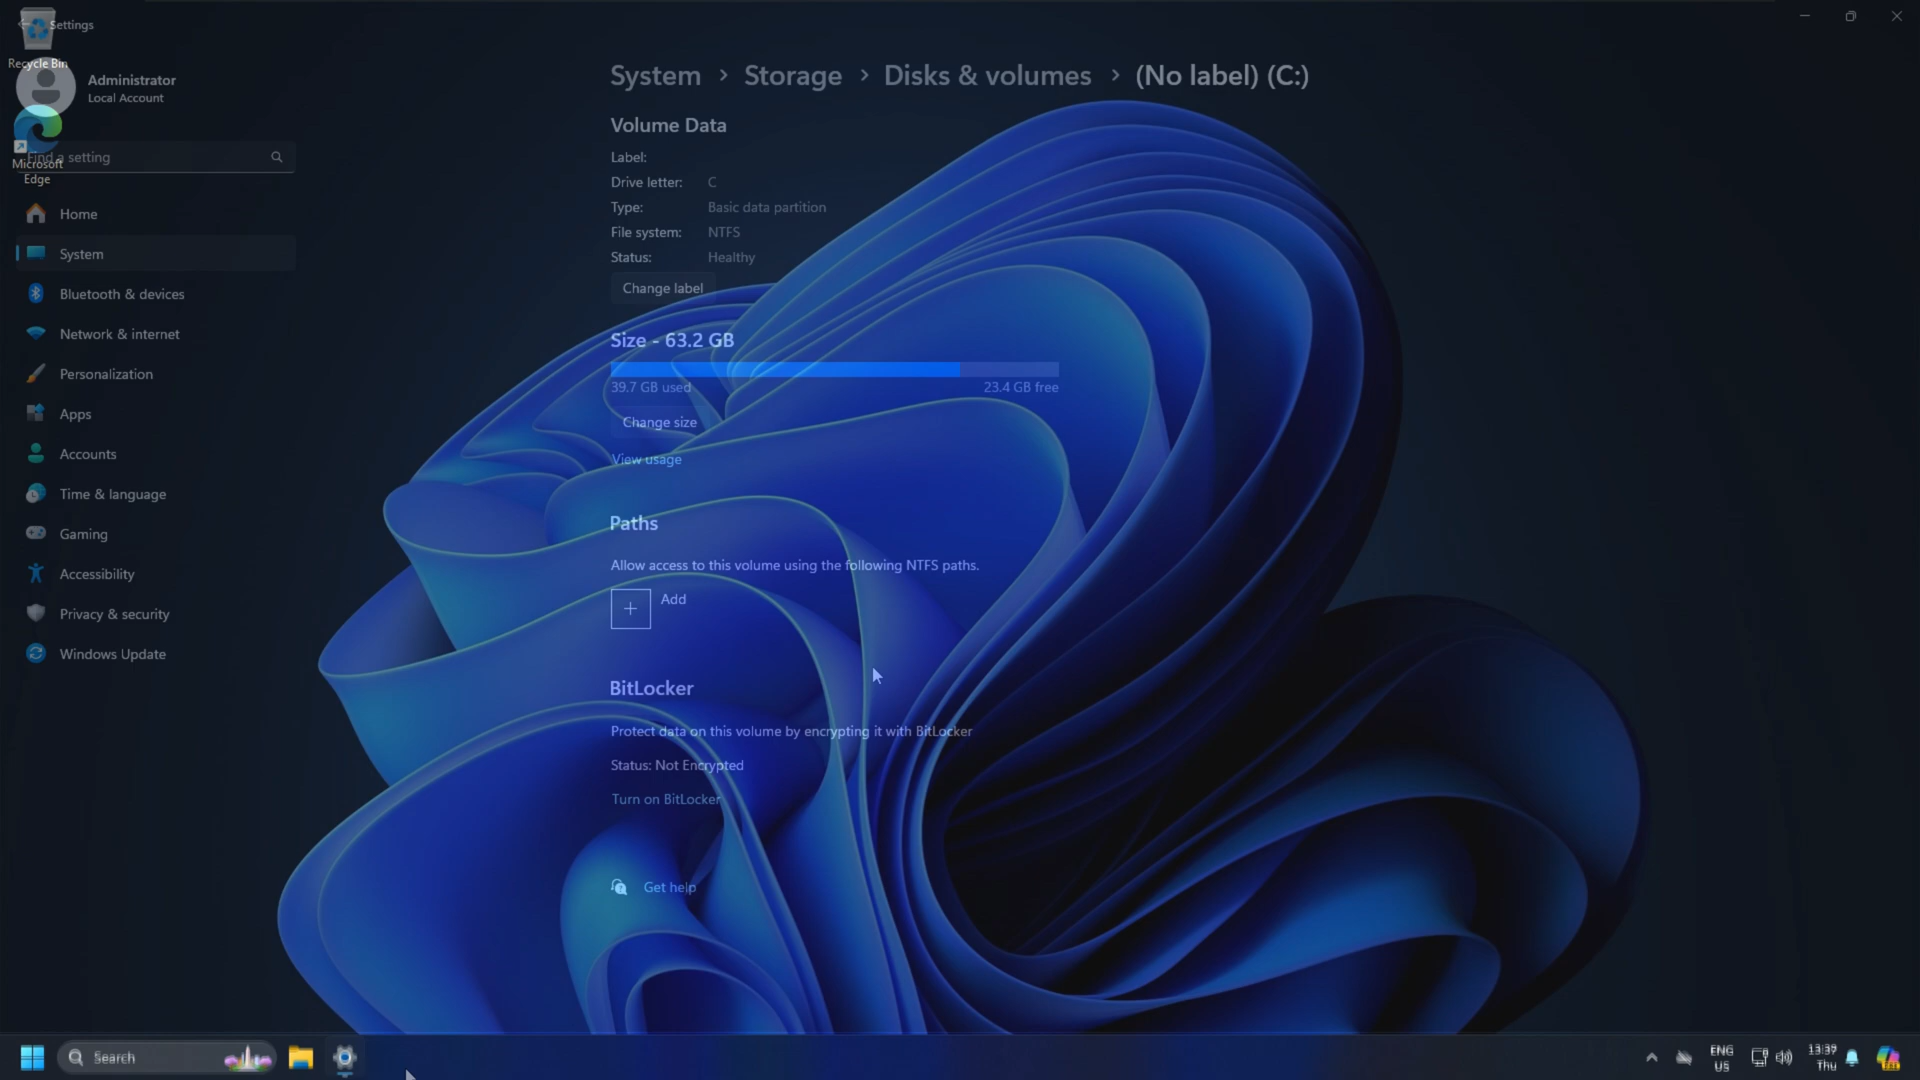 Settings
Recycle Bin
Administrator
Local Account
Find a setting
Microsoft
Edge
Home
System
Bluetooth & devices
Network & internet
Personalization
Apps
Accounts
Time & language
Gaming
Accessibility
Privacy & security
Windows Update
System > Storage > Disks & volumes > (No label) (C:)
Volume Data
Label:
Drive letter: C
Type: Basic data partition
File system: NTFS
Status: Healthy
Change label
Size - 63.2 GB
39.7 GB used 23.4 GB free
Change size
View usage
Paths
Allow access to this volume using the following NTFS paths.
Add
BitLocker
Protect data on this volume by encrypting it with BitLocker
Status: Not Encrypted
Turn on BitLocker
Get help
Search
ENG
US
Thu